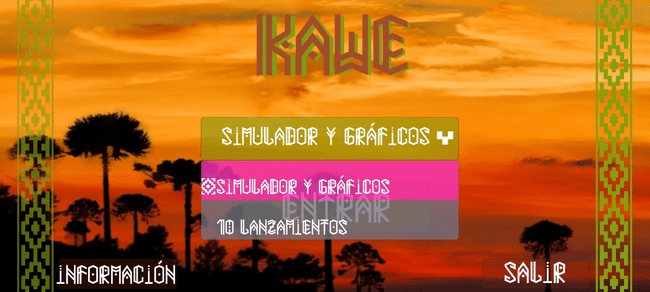 KAWE
SIMULADOR Y GRÁFICOS
SIMULADOR Y GRÁFICOS
ENTRAR
10 LANZAMIENTOS
INFORMACIÓN
SALIR